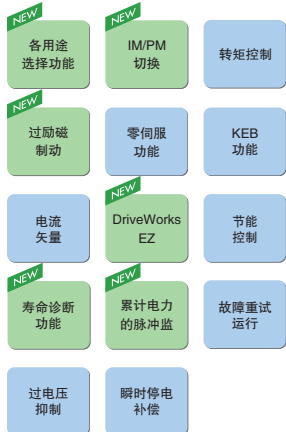 NEW
各用途
选择功能
NEW
IM/PM
切换
转矩控制
NEW
过励磁
制动
零伺服
功能
KEB
功能
电流
矢量
NEW
DriveWorks
EZ
节能
控制
NEW
寿命诊断
功能
NEW
累计电力
的脉冲监
故障重试
运行
过电压
抑制
瞬时停电
补偿